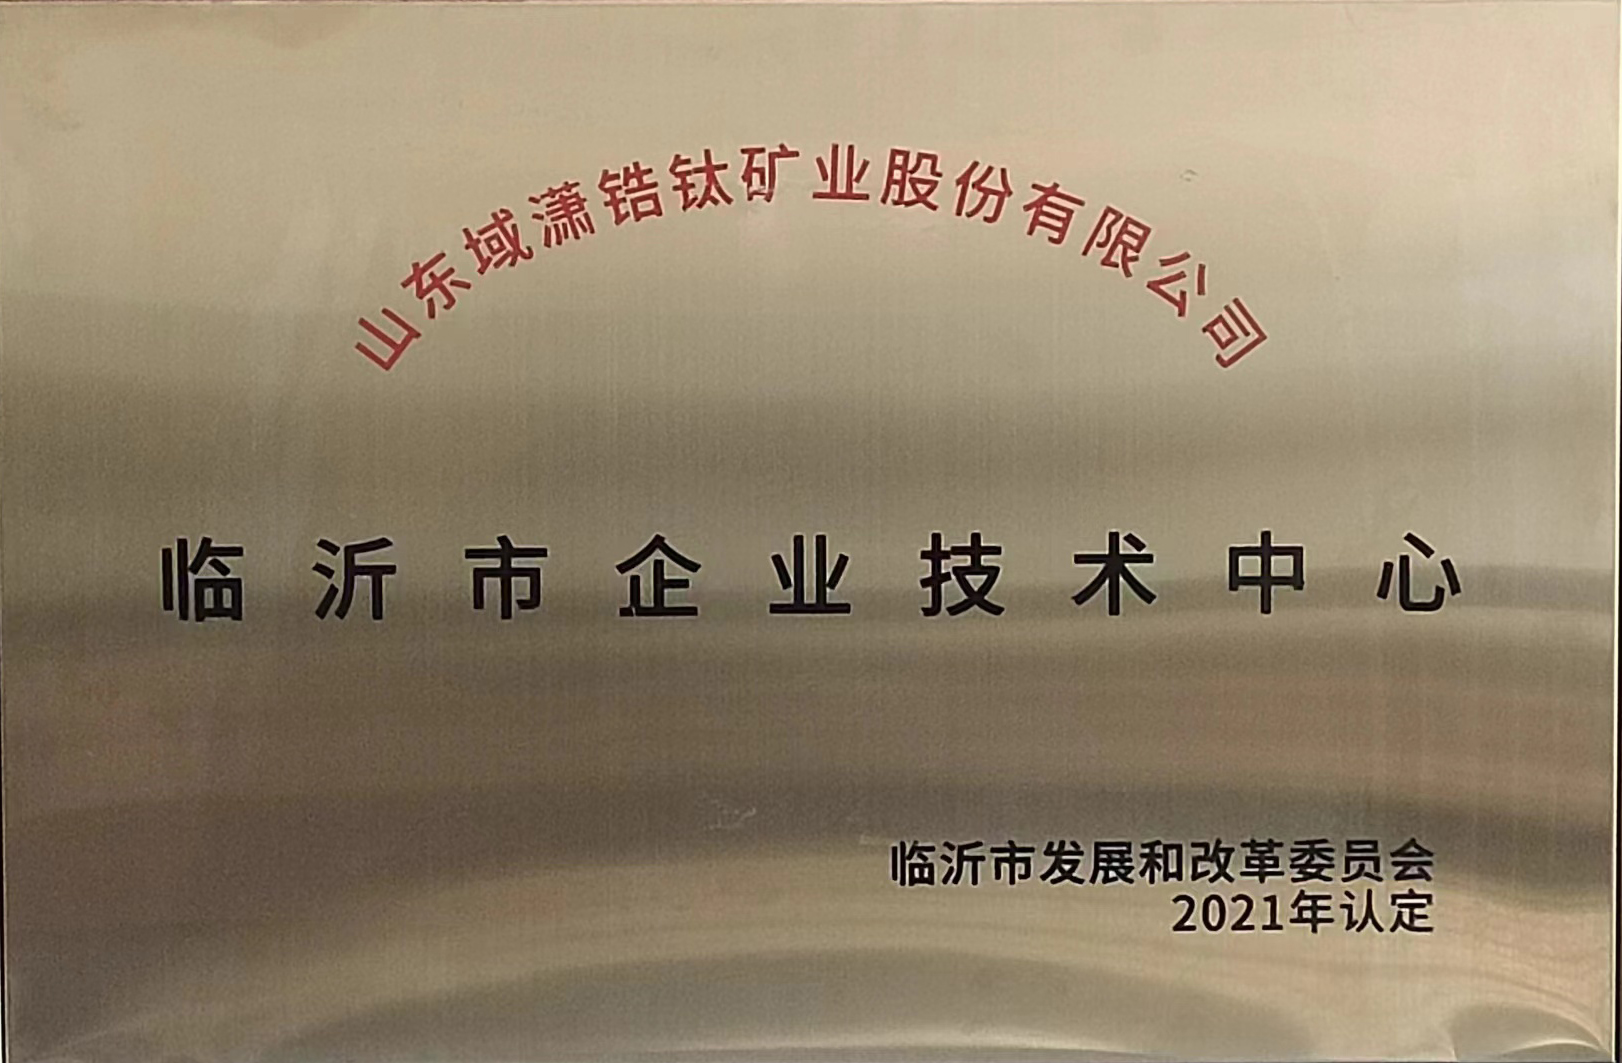 山东域潇锆钛矿业股份有限公司
临沂市企业技术中心
临沂市发展和改革委员会
2021年认定